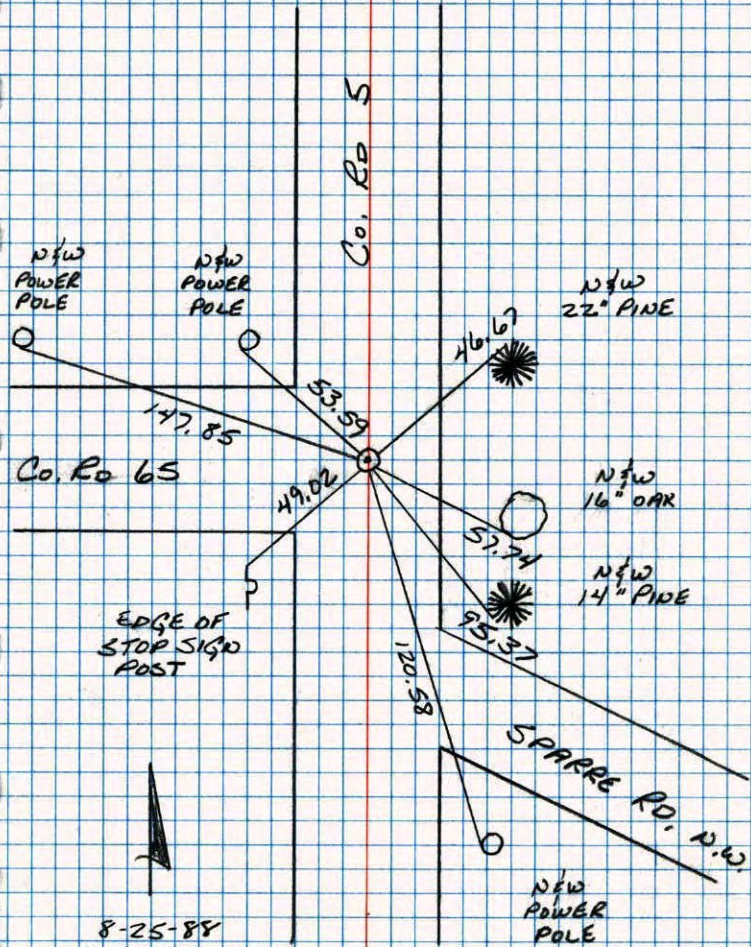 Co. RD 5
N&W
POWER
POLE
N&W
POWER
POLE
N&W
22" PINE
46.67
53.59
147.85
Co. RD 65
49.02
N&W
16" OAK
57.74
N&W
14" PINE
95.37
EDGE OF
STOP SIGN
POST
120.58
SPARRE RD. N.W.
N&W
POWER
POLE
8-25-88